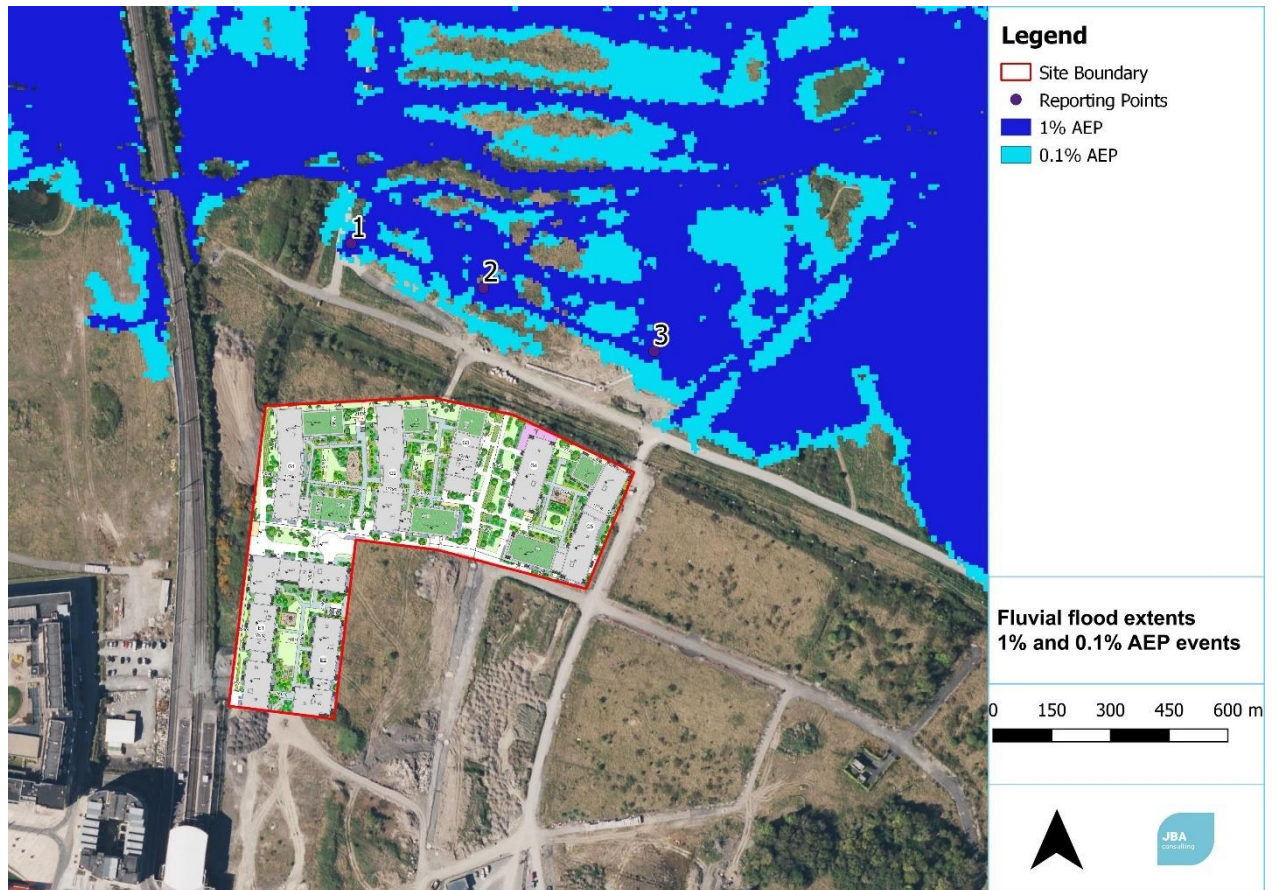 Legend
Site Boundary
Reporting Points
1% AEP
0.1% AEP
1
2
3
Fluvial flood extents
1% and 0.1% AEP events
0 150 300 450 600 m
JBA
consulting